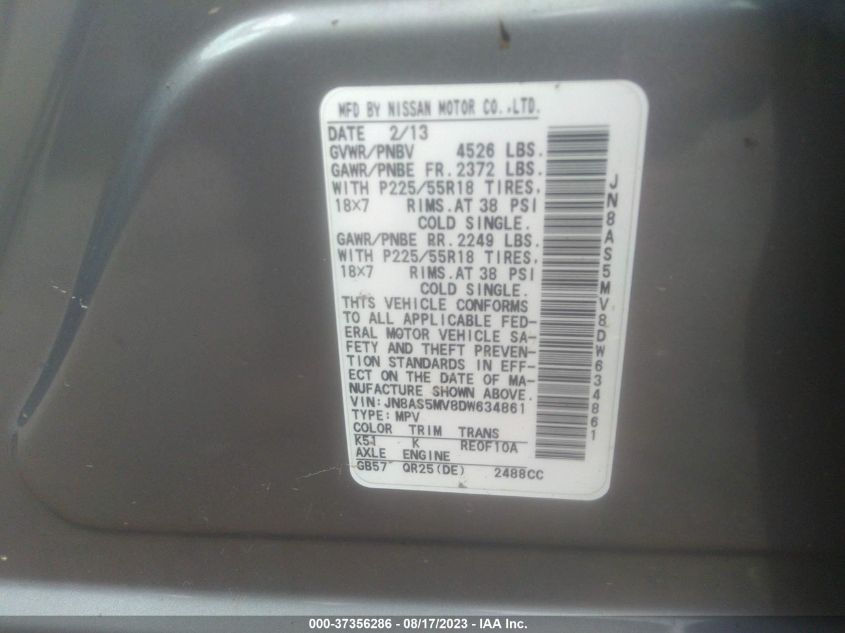 MFD BY NISSAN MOTOR CO.,LTD.
DATE 2/13
GVWR/PNBV 4526 LBS.
GAWR/PNBE FR. 2372 LBS.
WITH P225/55R18 TIRES,
18×7 RIMS.AT 38 PSI
COLD SINGLE.
GAWR/PNBE RR. 2249 LBS.
WITH P225/55R18 TIRES,
18×7 RIMS.AT 38 PSI
COLD SINGLE.
THIS VEHICLE CONFORMS
TO ALL APPLICABLE FED-
ERAL MOTOR VEHICLE SA-
FETY AND THEFT PREVEN-
TION STANDARDS IN EFF-
ECT ON THE DATE OF MA-
NUFACTURE SHOWN ABOVE.
VIN:JN8AS5MV8DW634861
TYPE:MPV
COLOR TRIM TRANS
K51 K RE0F10A
AXLE ENGINE
GB57 QR25(DE) 2488CC
JN8AS5MV8DW634861
000-37356286 - 08/17/2023 - IAA Inc.